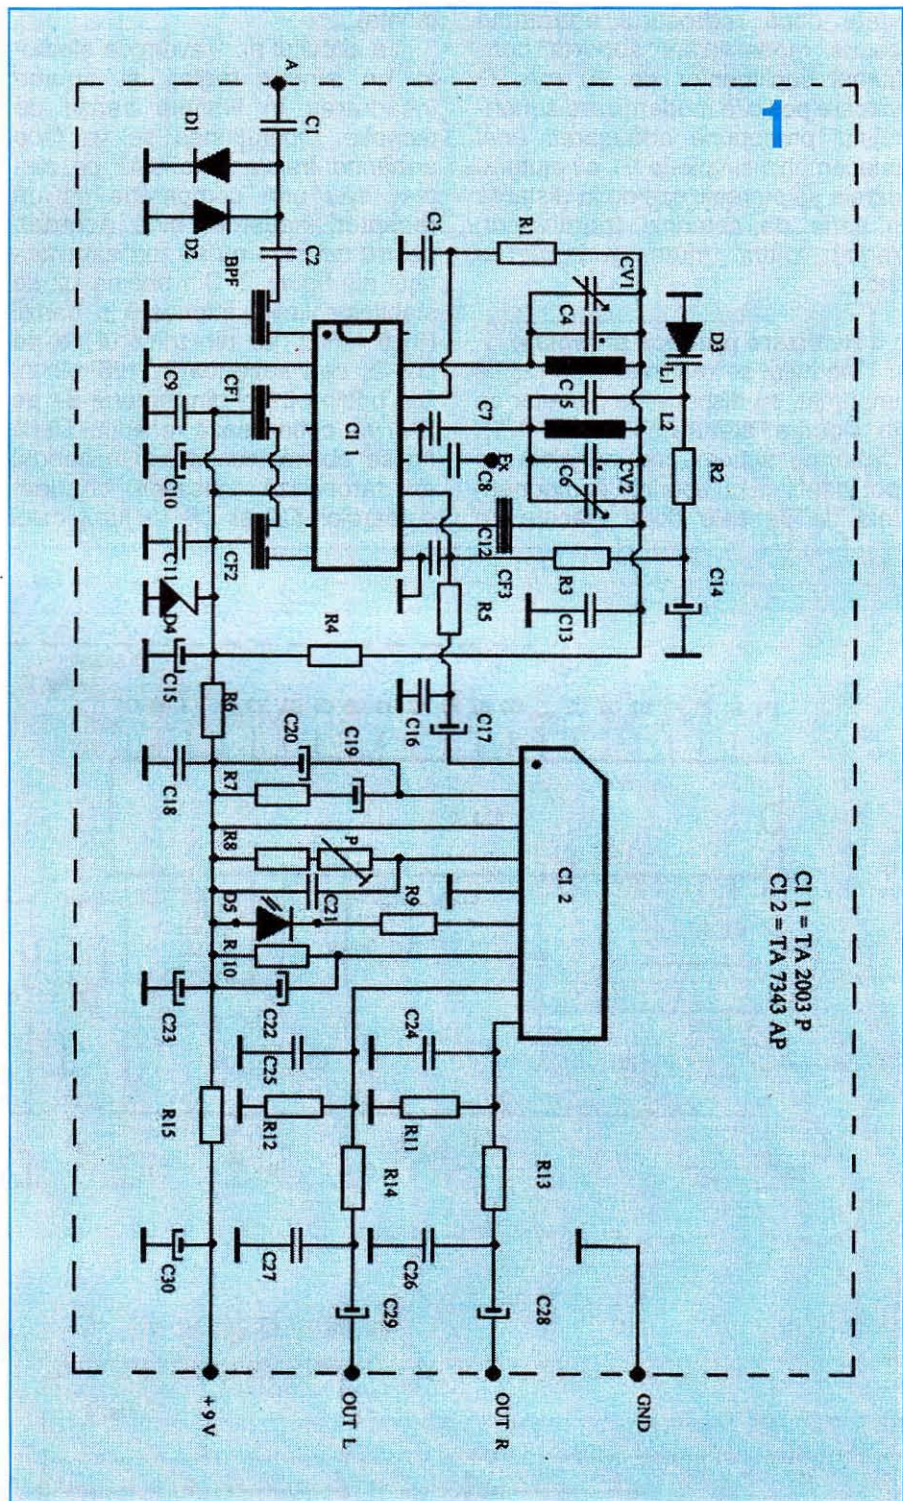 1
A
C1
D1
D2
C2
BPF
C3
R1
CV1
C4
D3
L1
C5
L2
C9
CF1
CI 1
C7
C8
Ex
C6
CV2
R2
C10
C11
CF2
C12
CF3
R3
C14
D4
R4
R5
C13
C15
R6
C16
C17
C18
C20
C19
R7
R8
P
C21
D5
R9
R10
CI 2
CI 1 = TA 2003 P
CI 2 = TA 7343 AP
C23
C22
C24
C25
R15
R12
R11
R14
R13
C30
C27
C26
C29
C28
+ 9 V
OUT L
OUT R
GND